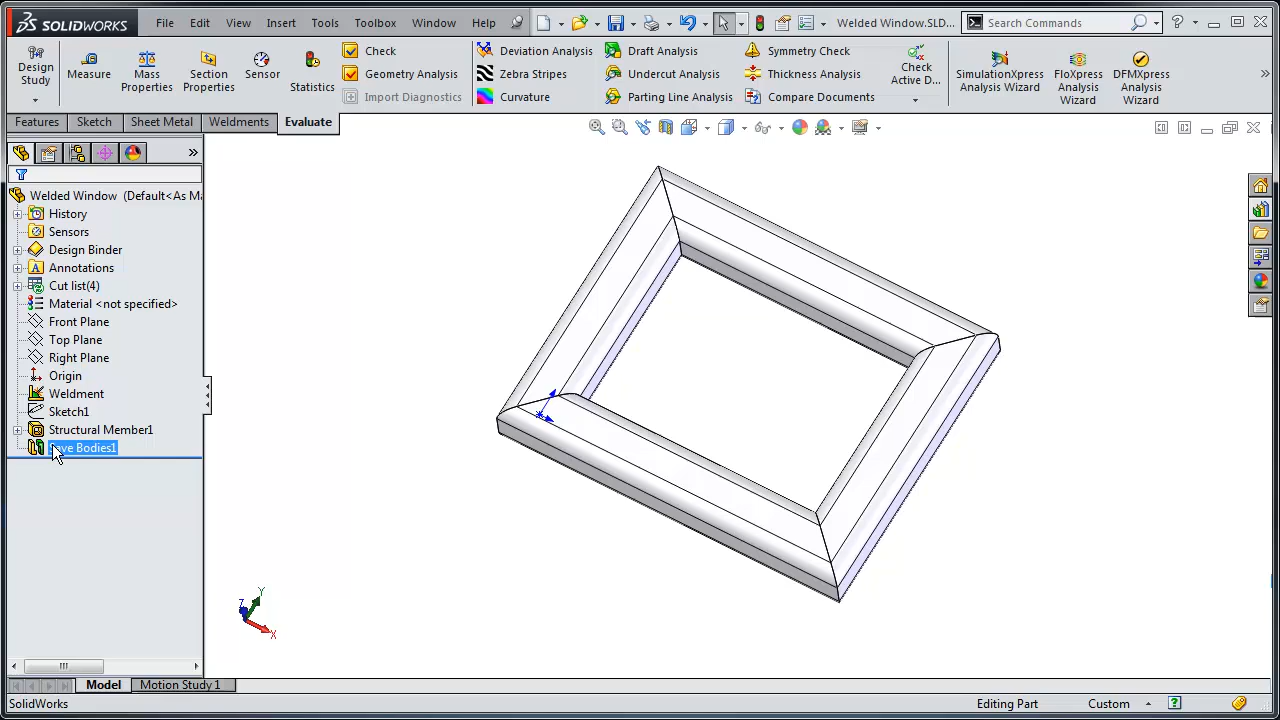 SOLIDWORKS File Edit View Insert Tools Toolbox Window Help Welded Window.SLD... Search Commands
Design Study
Measure
Mass Properties
Section Properties
Sensor
Statistics
Check
Geometry Analysis
Import Diagnostics
Deviation Analysis
Zebra Stripes
Curvature
Draft Analysis
Undercut Analysis
Parting Line Analysis
Symmetry Check
Thickness Analysis
Compare Documents
Check Active D...
SimulationXpress Analysis Wizard
FloXpress Analysis Wizard
DFMXpress Analysis Wizard
Features Sketch Sheet Metal Weldments Evaluate
Welded Window (Default<As Ma
History
Sensors
Design Binder
Annotations
Cut list(4)
Material <not specified>
Front Plane
Top Plane
Right Plane
Origin
Weldment
Sketch1
Structural Member1
Save Bodies1
Y
Z
X
Model Motion Study 1
SolidWorks Editing Part Custom